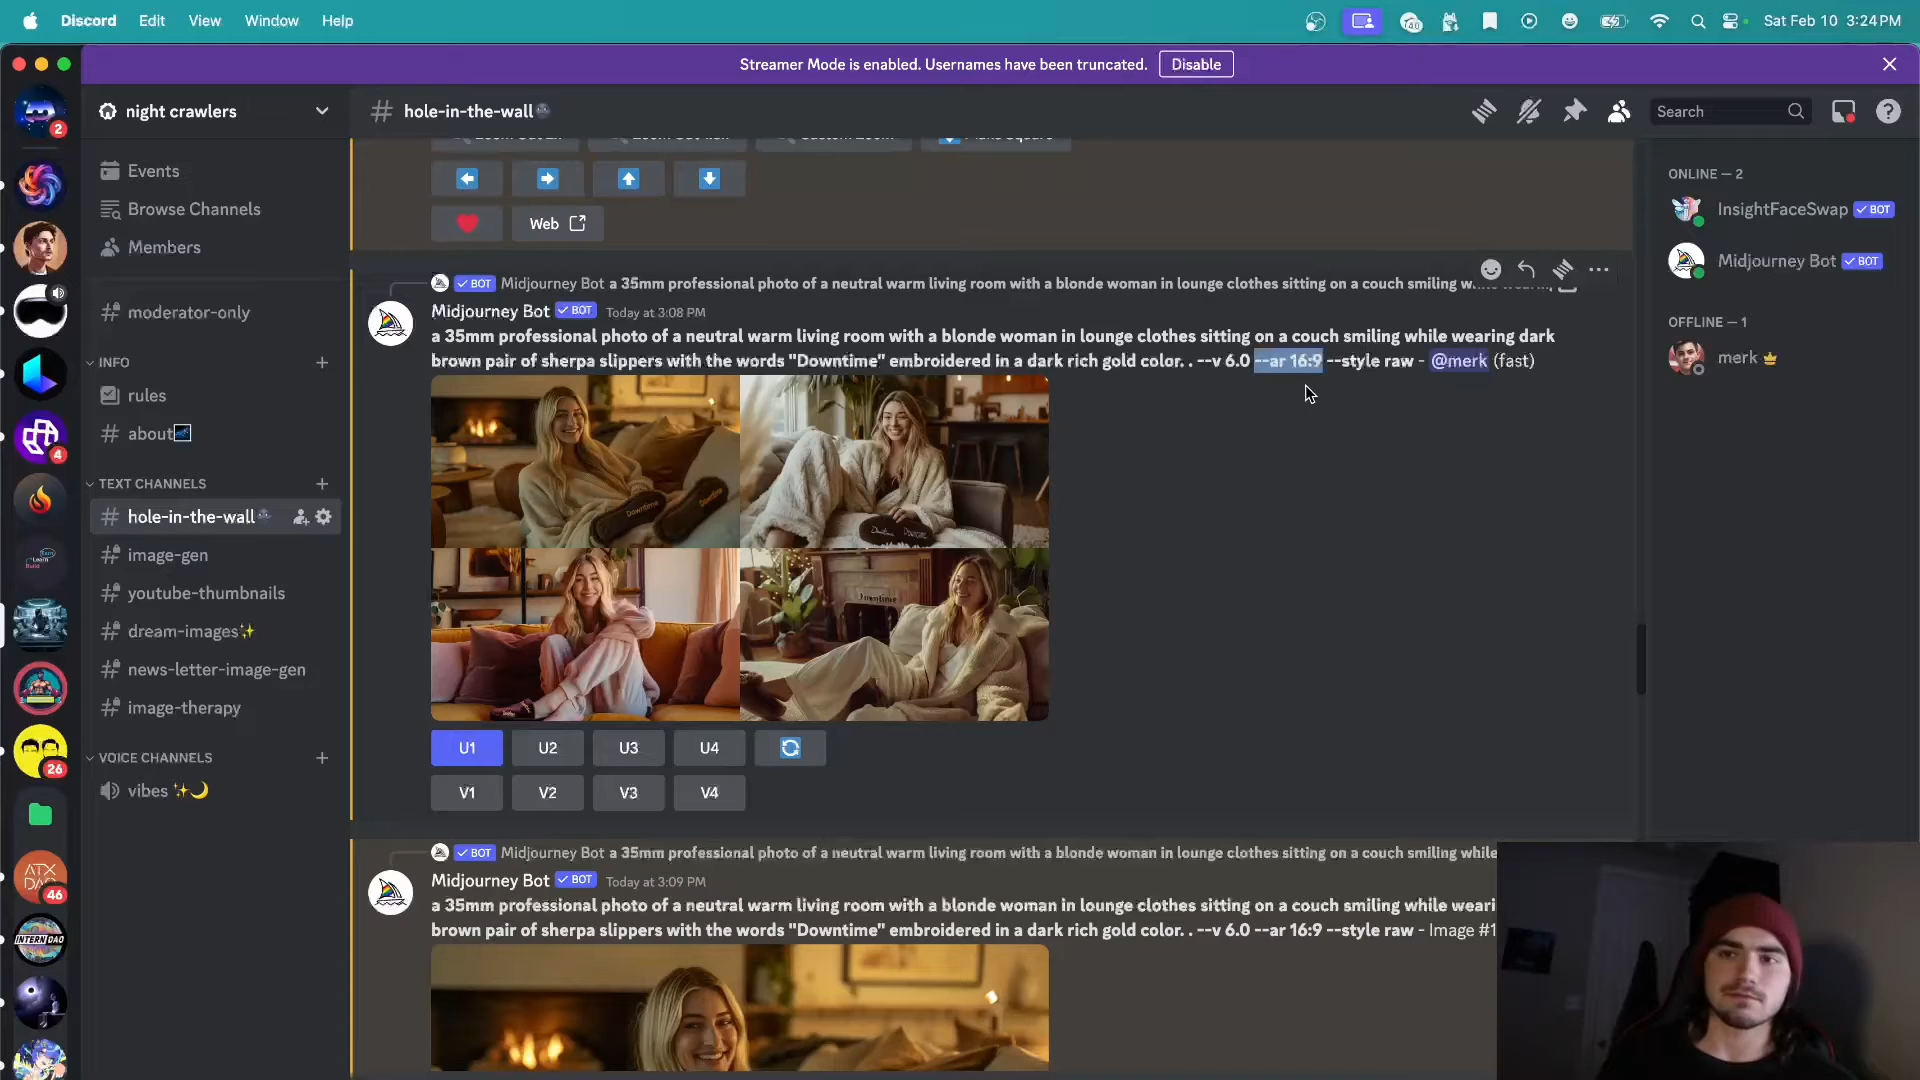 Discord Edit View Window Help Sat Feb 10 3:24 PM
Streamer Mode is enabled. Usernames have been truncated. Disable
night crawlers
hole-in-the-wall
Search
Events
Browse Channels
Members
moderator-only
INFO
rules
about
TEXT CHANNELS
hole-in-the-wall
image-gen
youtube-thumbnails
dream-images
news-letter-image-gen
image-therapy
VOICE CHANNELS
vibes
2
4
26
46
ATX
DAO
INTERN DAO
Web
BOT Midjourney Bot a 35mm professional photo of a neutral warm living room with a blonde woman in lounge clothes sitting on a couch smiling
Midjourney Bot BOT Today at 3:08 PM
a 35mm professional photo of a neutral warm living room with a blonde woman in lounge clothes sitting on a couch smiling while wearing dark
brown pair of sherpa slippers with the words "Downtime" embroidered in a dark rich gold color. . --v 6.0 --ar 16:9 --style raw - @merk (fast)
Downtime
U1 U2 U3 U4
V1 V2 V3 V4
BOT Midjourney Bot a 35mm professional photo of a neutral warm living room with a blonde woman in lounge clothes sitting on a couch smiling while
Midjourney Bot BOT Today at 3:09 PM
a 35mm professional photo of a neutral warm living room with a blonde woman in lounge clothes sitting on a couch smiling while weari
brown pair of sherpa slippers with the words "Downtime" embroidered in a dark rich gold color. . --v 6.0 --ar 16:9 --style raw - Image #1
ONLINE — 2
InsightFaceSwap BOT
Midjourney Bot BOT
OFFLINE — 1
merk